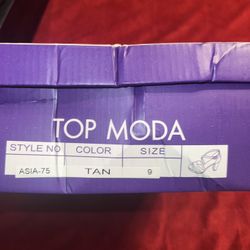 TOP MODA
STYLE NO COLOR SIZE
ASIA-75 TAN 9